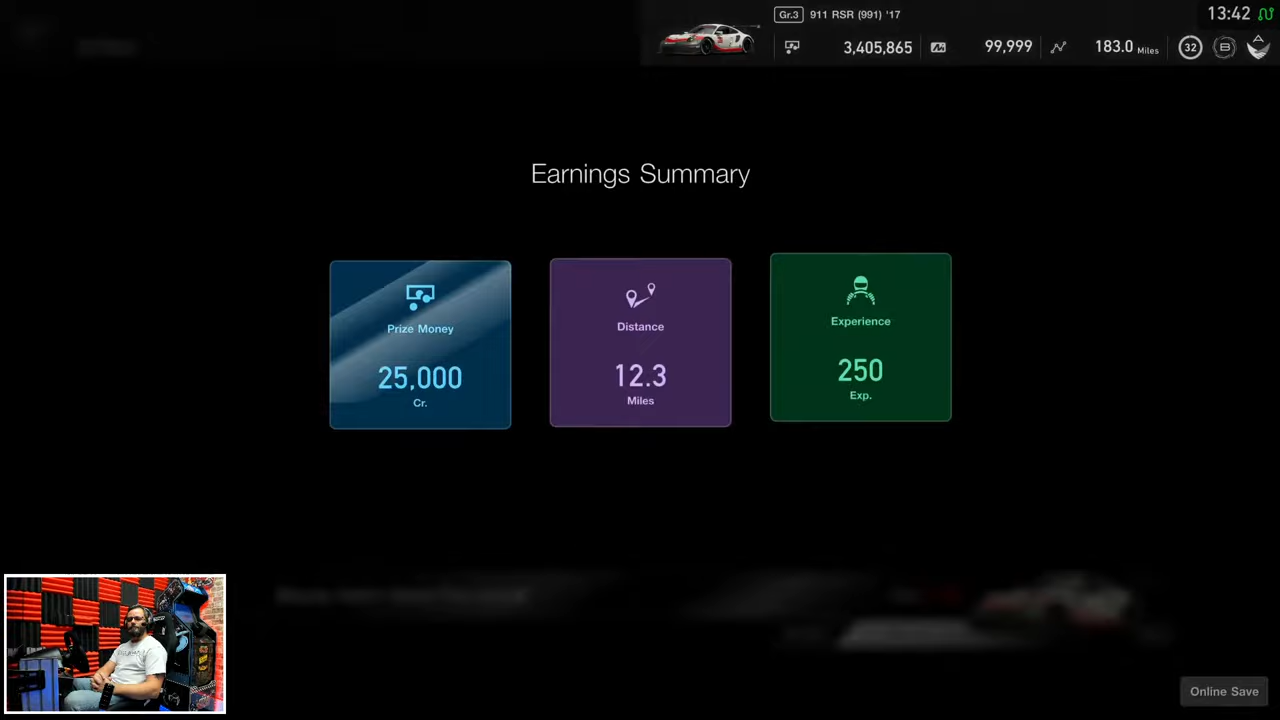 Gr.3 911 RSR (991) '17
13:42
3,405,865 99,999 183.0 Miles 32 B A
Earnings Summary
Prize Money
25,000
Cr.
Distance
12.3
Miles
Experience
250
Exp.
Online Save